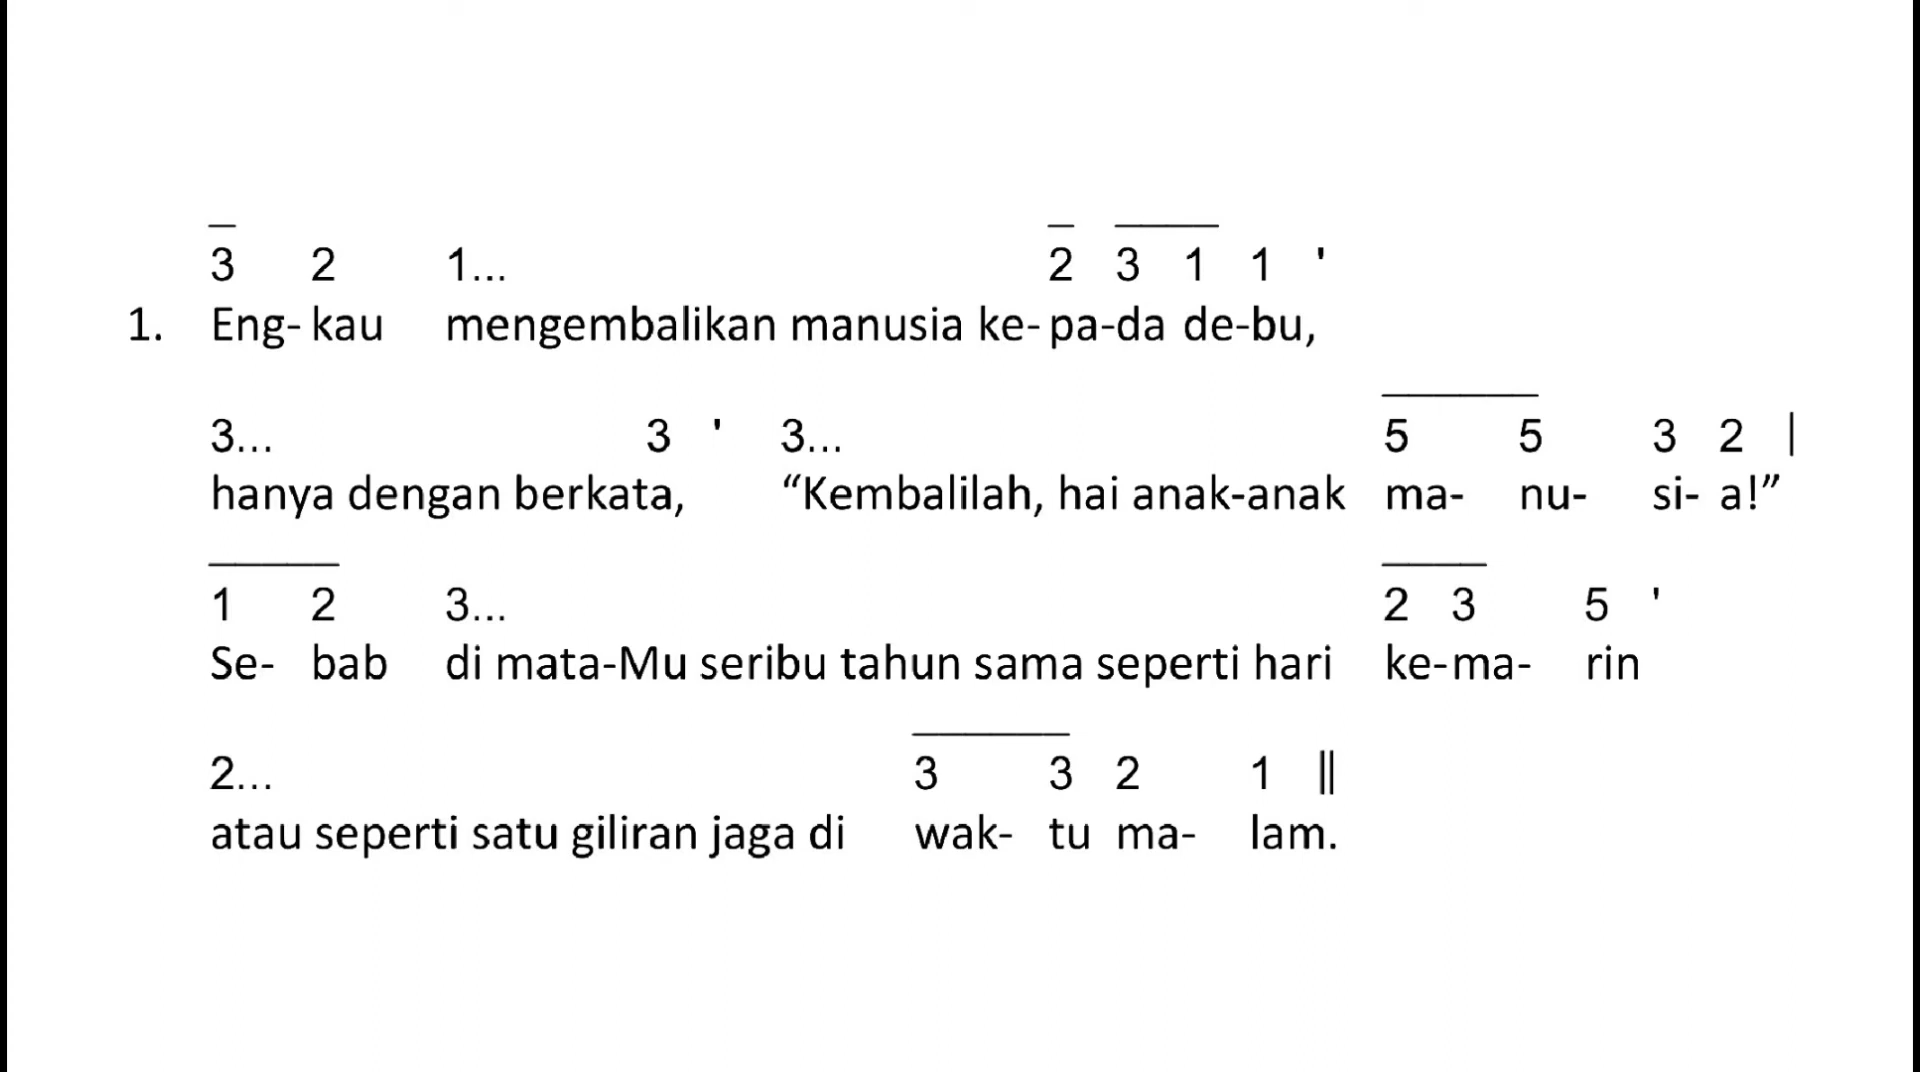 3 2 1... 2 3 1 1 '
1. Eng- kau mengembalikan manusia ke- pa-da de-bu,
3... 3 ' 3... 5 5 3 2 |
hanya dengan berkata, “Kembalilah, hai anak-anak ma- nu- si- a!”
1 2 3... 2 3 5 '
Se- bab di mata-Mu seribu tahun sama seperti hari ke-ma- rin
2... 3 3 2 1 ||
atau seperti satu giliran jaga di wak- tu ma- lam.